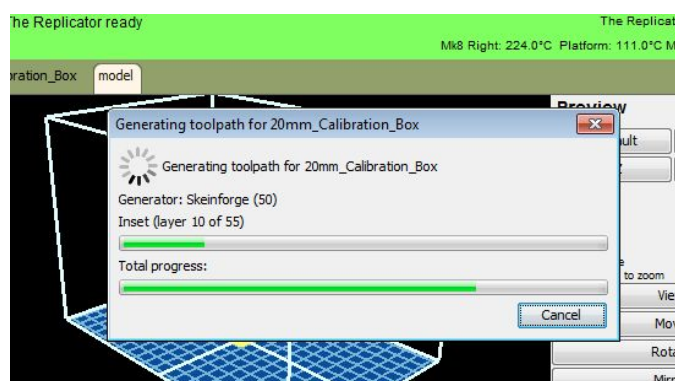 The Replicator ready
The Replicat
Mk8 Right: 224.0°C Platform: 111.0°C M
bration_Box
model
Preview
Generating toolpath for 20mm_Calibration_Box
ult
Generating toolpath for 20mm_Calibration_Box
Generator: Skeinforge (50)
Inset (layer 10 of 55)
Total progress:
to zoom
Cancel
Vie
Mov
Rota
Mirr